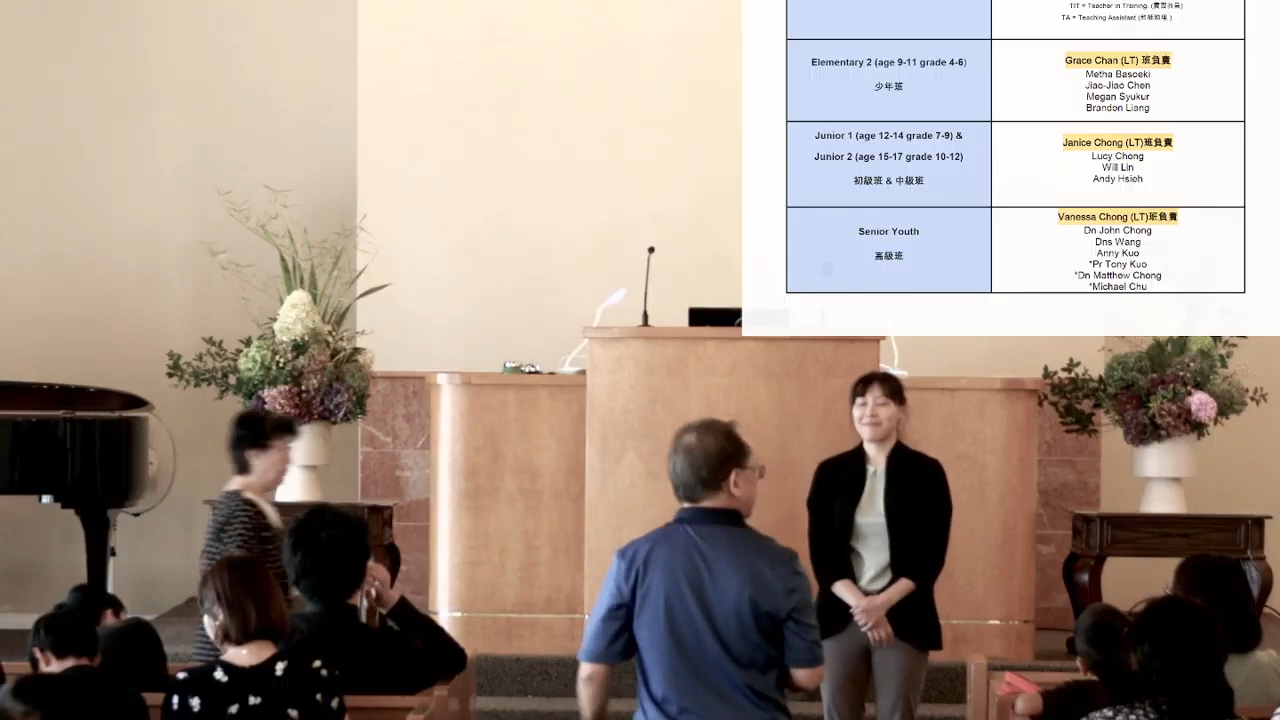 TIT = Teacher in Training.
TA = Teaching Assistant
Elementary 2 (age 9-11 grade 4-6)
少年班
Grace Chan (LT) 班負責
Metha Basoeki
Jiao-Jiao Chen
Megan Syukur
Brandon Liang
Junior 1 (age 12-14 grade 7-9) &
Junior 2 (age 15-17 grade 10-12)
初級班 & 中級班
Janice Chong (LT)班負責
Lucy Chong
Will Lin
Andy Hsieh
Senior Youth
高級班
Vanessa Chong (LT)班負責
Dn John Chong
Dns Wang
Anny Kuo
*Pr Tony Kuo
*Dn Matthew Chong
*Michael Chu